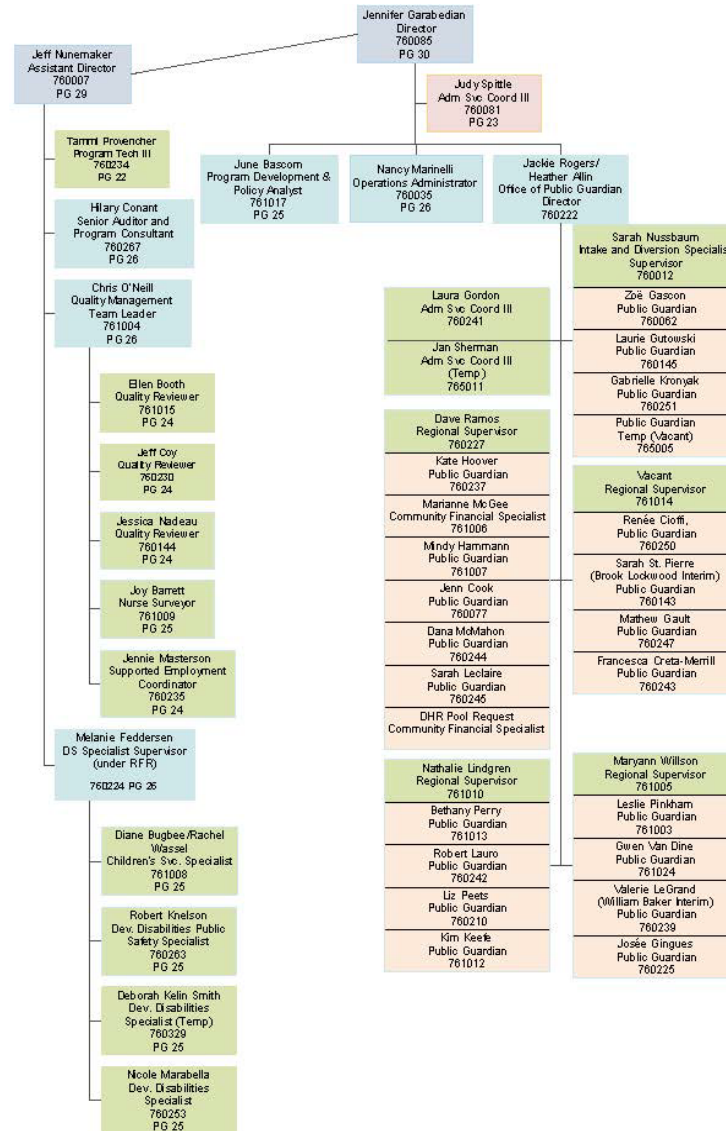 Jennifer Garabedian
Director
760085
PG 30
Jeff Nunemaker
Assistant Director
760007
PG 29
Judy Spittle
Adm Svc Coord III
760081
PG 23
Tammi Provencher
Program Tech III
760234
PG 22
Hilary Conant
Senior Auditor and
Program Consultant
760267
PG 26
Chris O'Neill
Quality Management
Team Leader
761004
PG 26
Ellen Booth
Quality Reviewer
761015
PG 24
Jeff Coy
Quality Reviewer
760230
PG 24
Jessica Nadeau
Quality Reviewer
760144
PG 24
Joy Barrett
Nurse Surveyor
761009
PG 25
Jennie Masterson
Supported Employment
Coordinator
760235
PG 24
Melanie Feddersen
DS Specialist Supervisor
(under RFR)
760224 PG 26
Diane Bugbee/Rachel
Wassel
Children's Svc. Specialist
761008
PG 25
Robert Knelson
Dev. Disabilities Public
Safety Specialist
760263
PG 25
Deborah Kelin Smith
Dev. Disabilities
Specialist (Temp)
760329
PG 25
Nicole Marabella
Dev. Disabilities
Specialist
760253
PG 25
June Bascom
Program Development &
Policy Analyst
761017
PG 25
Nancy Marinelli
Operations Administrator
760035
PG 26
Jackie Rogers/
Heather Allin
Office of Public Guardian
Director
760222
Laura Gordon
Adm Svc Coord III
760241
Jan Sherman
Adm Svc Coord III
(Temp)
765011
Sarah Nussbaum
Intake and Diversion Specialist
Supervisor
760012
Zoë Gascon
Public Guardian
760062
Laurie Gutowski
Public Guardian
760145
Gabrielle Kronyak
Public Guardian
760251
Public Guardian
Temp (Vacant)
765005
Dave Ramos
Regional Supervisor
760227
Kate Hoover
Public Guardian
760237
Marianne McGee
Community Financial Specialist
761006
Mindy Hammann
Public Guardian
761007
Jenn Cook
Public Guardian
760077
Dana McMahon
Public Guardian
760244
Sarah Leclaire
Public Guardian
760245
DHR Pool Request
Community Financial Specialist
Vacant
Regional Supervisor
761014
Renée Cioffi,
Public Guardian
760250
Sarah St. Pierre
(Brook Lockwood Interim)
Public Guardian
760143
Mathew Gault
Public Guardian
760247
Francesca Creta-Merrill
Public Guardian
760243
Nathalie Lindgren
Regional Supervisor
761010
Bethany Perry
Public Guardian
761013
Robert Lauro
Public Guardian
760242
Liz Peets
Public Guardian
760210
Kim Keefe
Public Guardian
761012
Maryann Willson
Regional Supervisor
761005
Leslie Pinkham
Public Guardian
761003
Gwen Van Dine
Public Guardian
761024
Valerie LeGrand
(William Baker Interim)
Public Guardian
760239
Josée Gingues
Public Guardian
760225